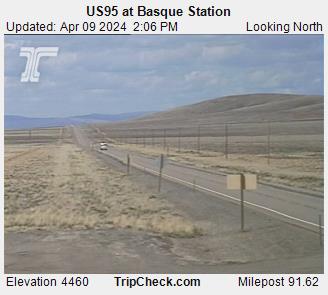 US95 at Basque Station
Updated: Apr 09 2024 2:06 PM Looking North
Elevation 4460 TripCheck.com Milepost 91.62